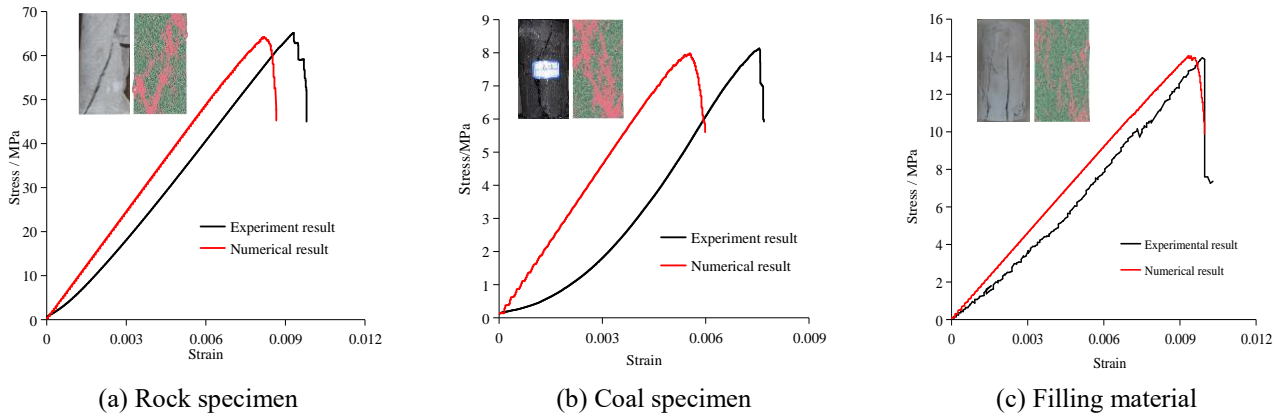 70
60
50
40
30
20
10
0
0
0.003
0.006
0.009
0.012
Stress / MPa
Strain
Experiment result
Numerical result
(a) Rock specimen
9
8
7
6
5
4
3
2
1
0
0
0.003
0.006
0.009
Stress/MPa
Strain
Experiment result
Numerical result
(b) Coal specimen
16
14
12
10
8
6
4
2
0
0
0.003
0.006
0.009
0.012
Stress / MPa
Strain
Experimental result
Numerical result
(c) Filling material